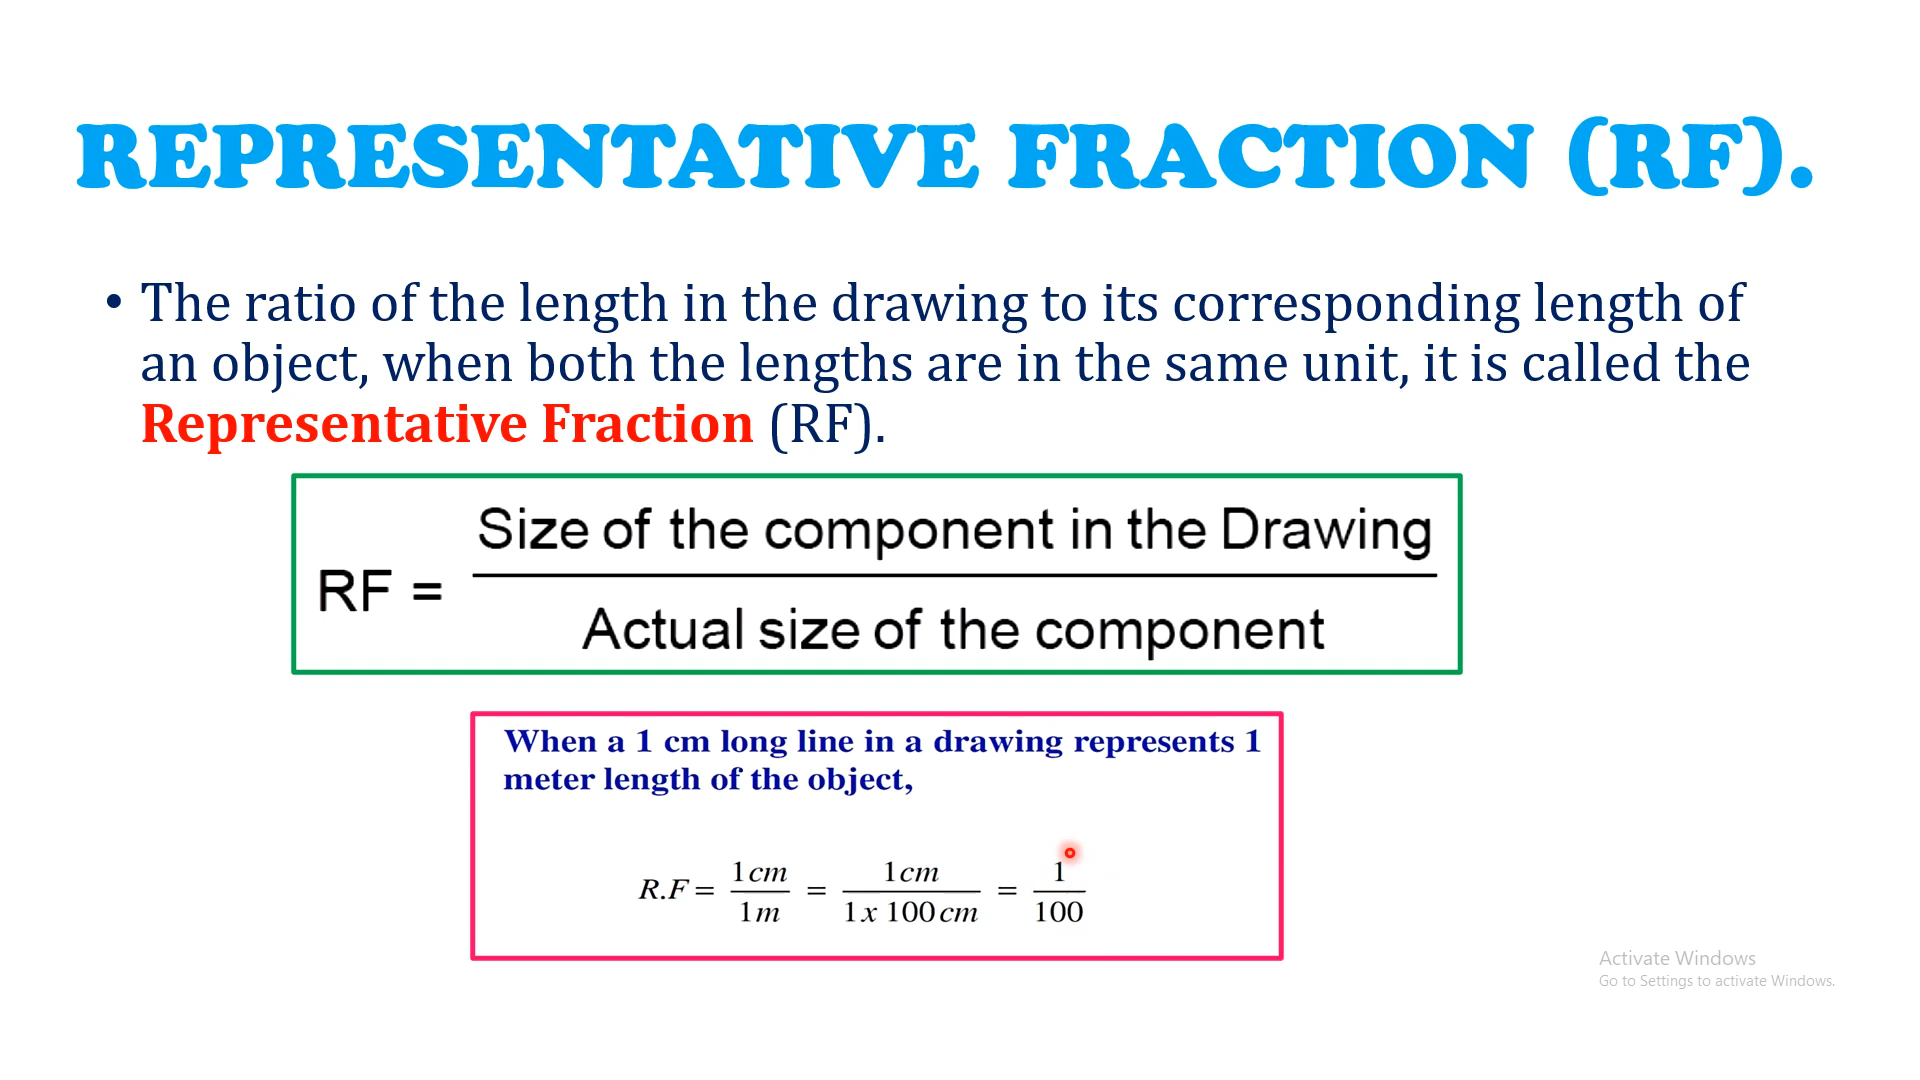 REPRESENTATIVE FRACTION (RF).
• The ratio of the length in the drawing to its corresponding length of
an object, when both the lengths are in the same unit, it is called the
Representative Fraction (RF).
Size of the component in the Drawing
RF =
Actual size of the component
When a 1 cm long line in a drawing represents 1
meter length of the object,
R.F = 1cm / 1m = 1cm / 1 x 100 cm = 1 / 100
Activate Windows
Go to Settings to activate Windows.